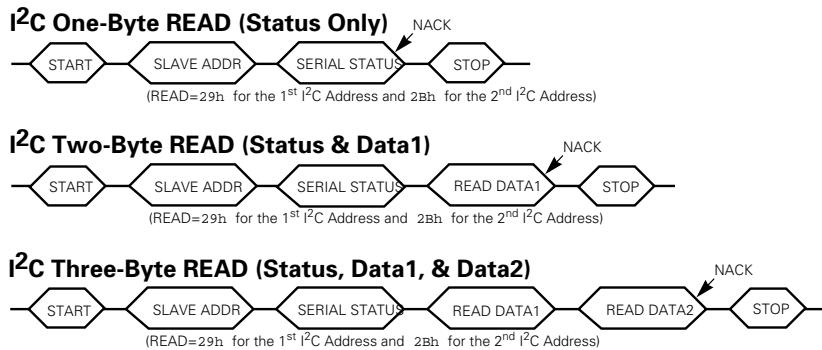 I²C One-Byte READ (Status Only)
NACK
START SLAVE ADDR SERIAL STATUS STOP
(READ=29h for the 1st I²C Address and 2Bh for the 2nd I²C Address)
I²C Two-Byte READ (Status & Data1)
NACK
START SLAVE ADDR SERIAL STATUS READ DATA1 STOP
(READ=29h for the 1st I²C Address and 2Bh for the 2nd I²C Address)
I²C Three-Byte READ (Status, Data1, & Data2)
NACK
START SLAVE ADDR SERIAL STATUS READ DATA1 READ DATA2 STOP
(READ=29h for the 1st I²C Address and 2Bh for the 2nd I²C Address)